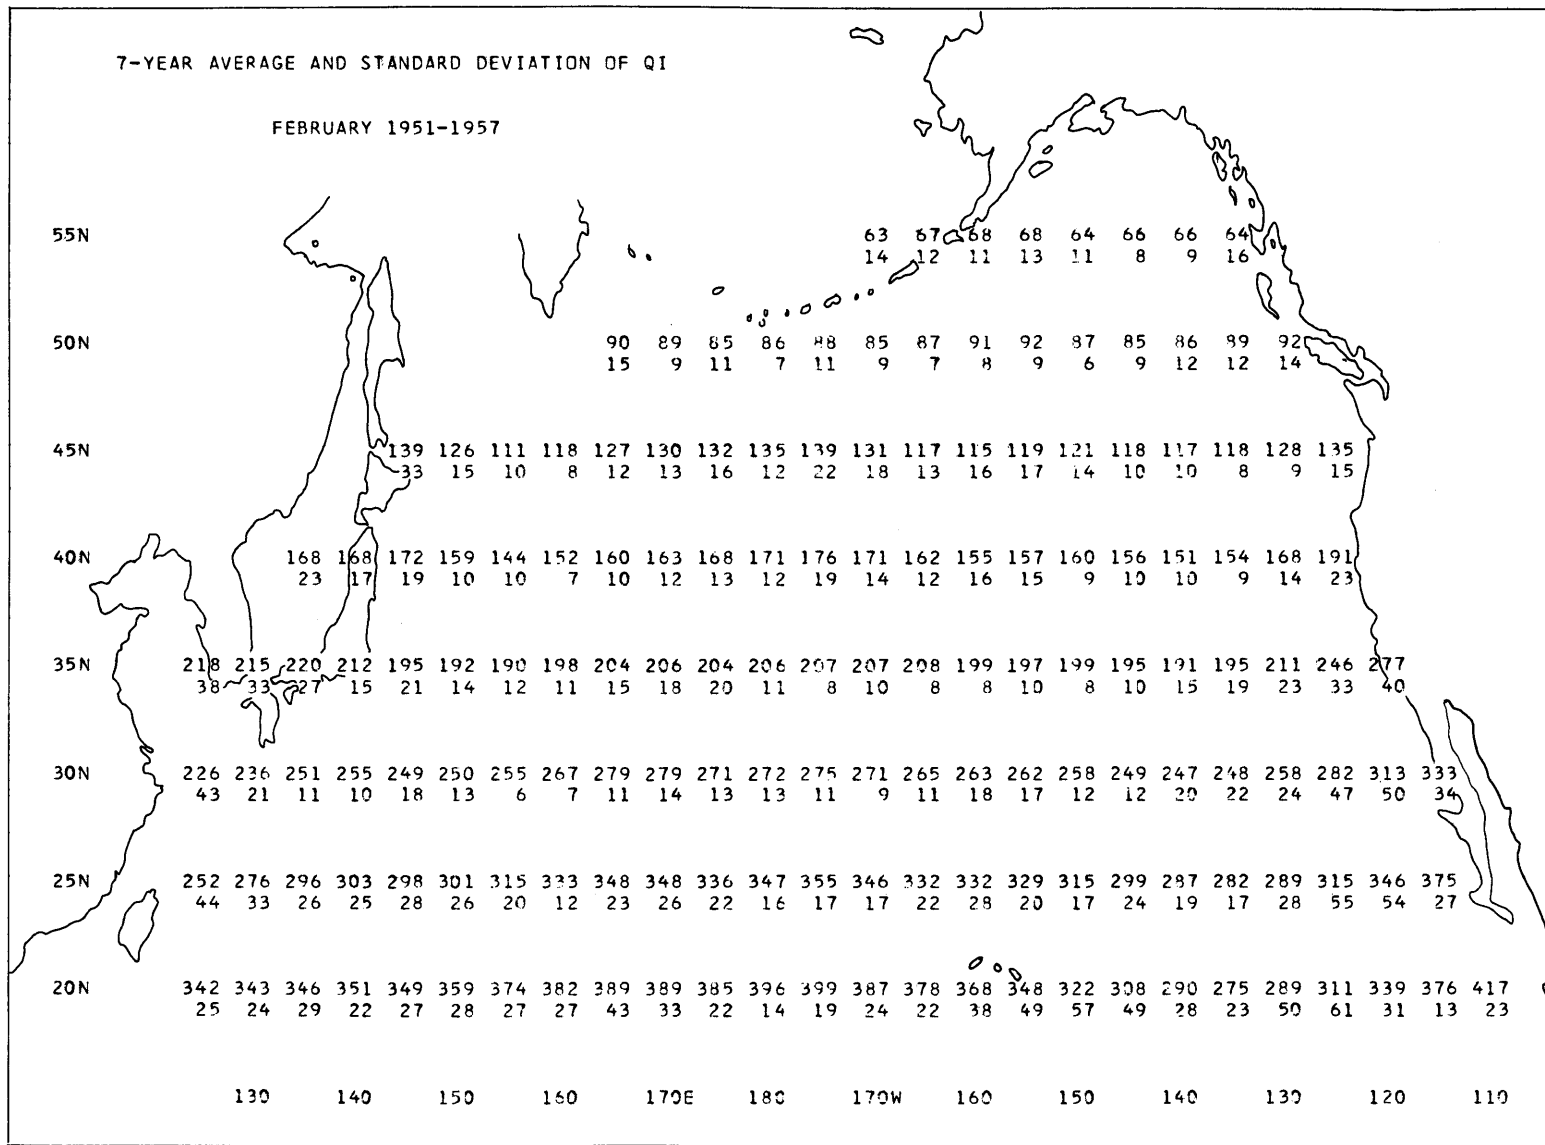 7-YEAR AVERAGE AND STANDARD DEVIATION OF QI
FEBRUARY 1951-1957
55N 63 67 68 68 64 66 66 64
14 12 11 13 11 8 9 16
50N 90 89 85 86 88 85 87 91 92 87 85 86 89 92
15 9 11 7 11 9 7 8 9 6 9 12 12 14
45N 139 126 111 118 127 130 132 135 139 131 117 115 119 121 118 117 118 128 135
33 15 10 8 12 13 16 12 22 18 13 16 17 14 10 10 8 9 15
40N 168 168 172 159 144 152 160 163 168 171 176 171 162 155 157 160 156 151 154 168 191
23 17 19 10 10 7 10 12 13 12 19 14 12 16 15 9 10 10 9 14 23
35N 218 215 220 212 195 192 190 198 204 206 204 206 207 207 208 199 197 199 195 191 195 211 246 277
38 33 27 15 21 14 12 11 15 18 20 11 8 10 8 8 10 8 10 15 19 23 33 40
30N 226 236 251 255 249 250 255 267 279 279 271 272 275 271 265 263 262 258 249 247 248 258 282 313 333
43 21 11 10 18 13 6 7 11 14 13 13 11 9 11 18 17 12 12 20 22 24 47 50 34
25N 252 276 296 303 298 301 315 333 348 348 336 347 355 346 332 332 329 315 299 287 282 289 315 346 375
44 33 26 25 28 26 20 12 23 26 22 16 17 17 22 28 20 17 24 19 17 28 55 54 27
20N 342 343 346 351 349 359 374 382 389 389 385 396 399 387 378 368 348 322 308 290 275 289 311 339 376 417
25 24 29 22 27 28 27 27 43 33 22 14 19 24 22 38 49 57 49 28 23 50 61 31 13 23
130 140 150 160 170E 180 170W 160 150 140 130 120 110